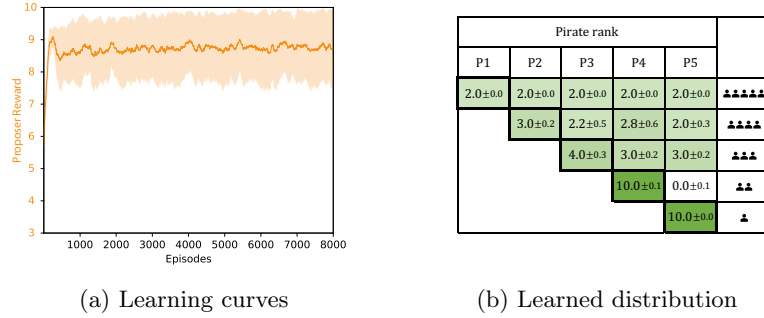 10
9
8
7
6
5
4
3
Proposer Reward
1000 2000 3000 4000 5000 6000 7000 8000
Episodes
(a) Learning curves
Pirate rank
P1 P2 P3 P4 P5
2.0±0.0 2.0±0.0 2.0±0.0 2.0±0.0 2.0±0.0
3.0±0.2 2.2±0.5 2.8±0.6 2.0±0.3
4.0±0.3 3.0±0.2 3.0±0.2
10.0±0.1 0.0±0.1
10.0±0.0
(b) Learned distribution